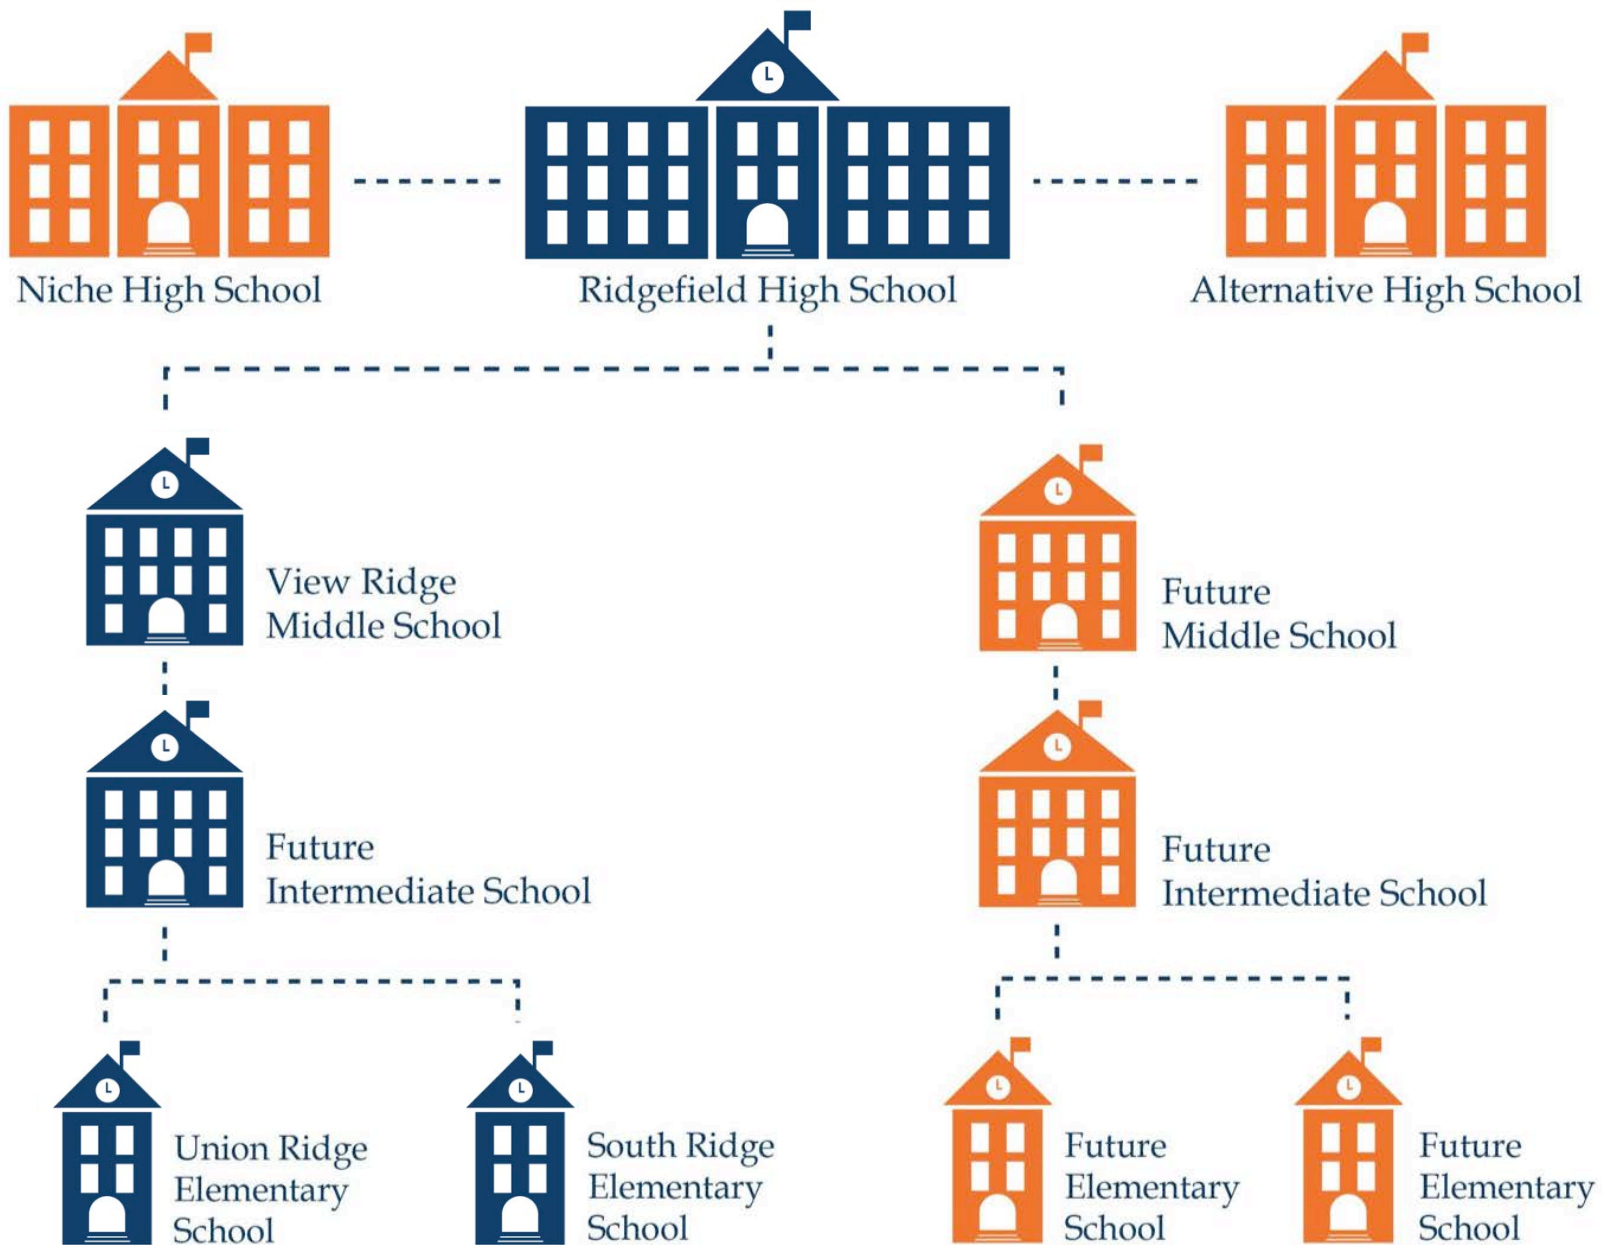 Niche High School
Ridgefield High School
Alternative High School
View Ridge
Middle School
Future
Middle School
Future
Intermediate School
Future
Intermediate School
Union Ridge
Elementary
School
South Ridge
Elementary
School
Future
Elementary
School
Future
Elementary
School